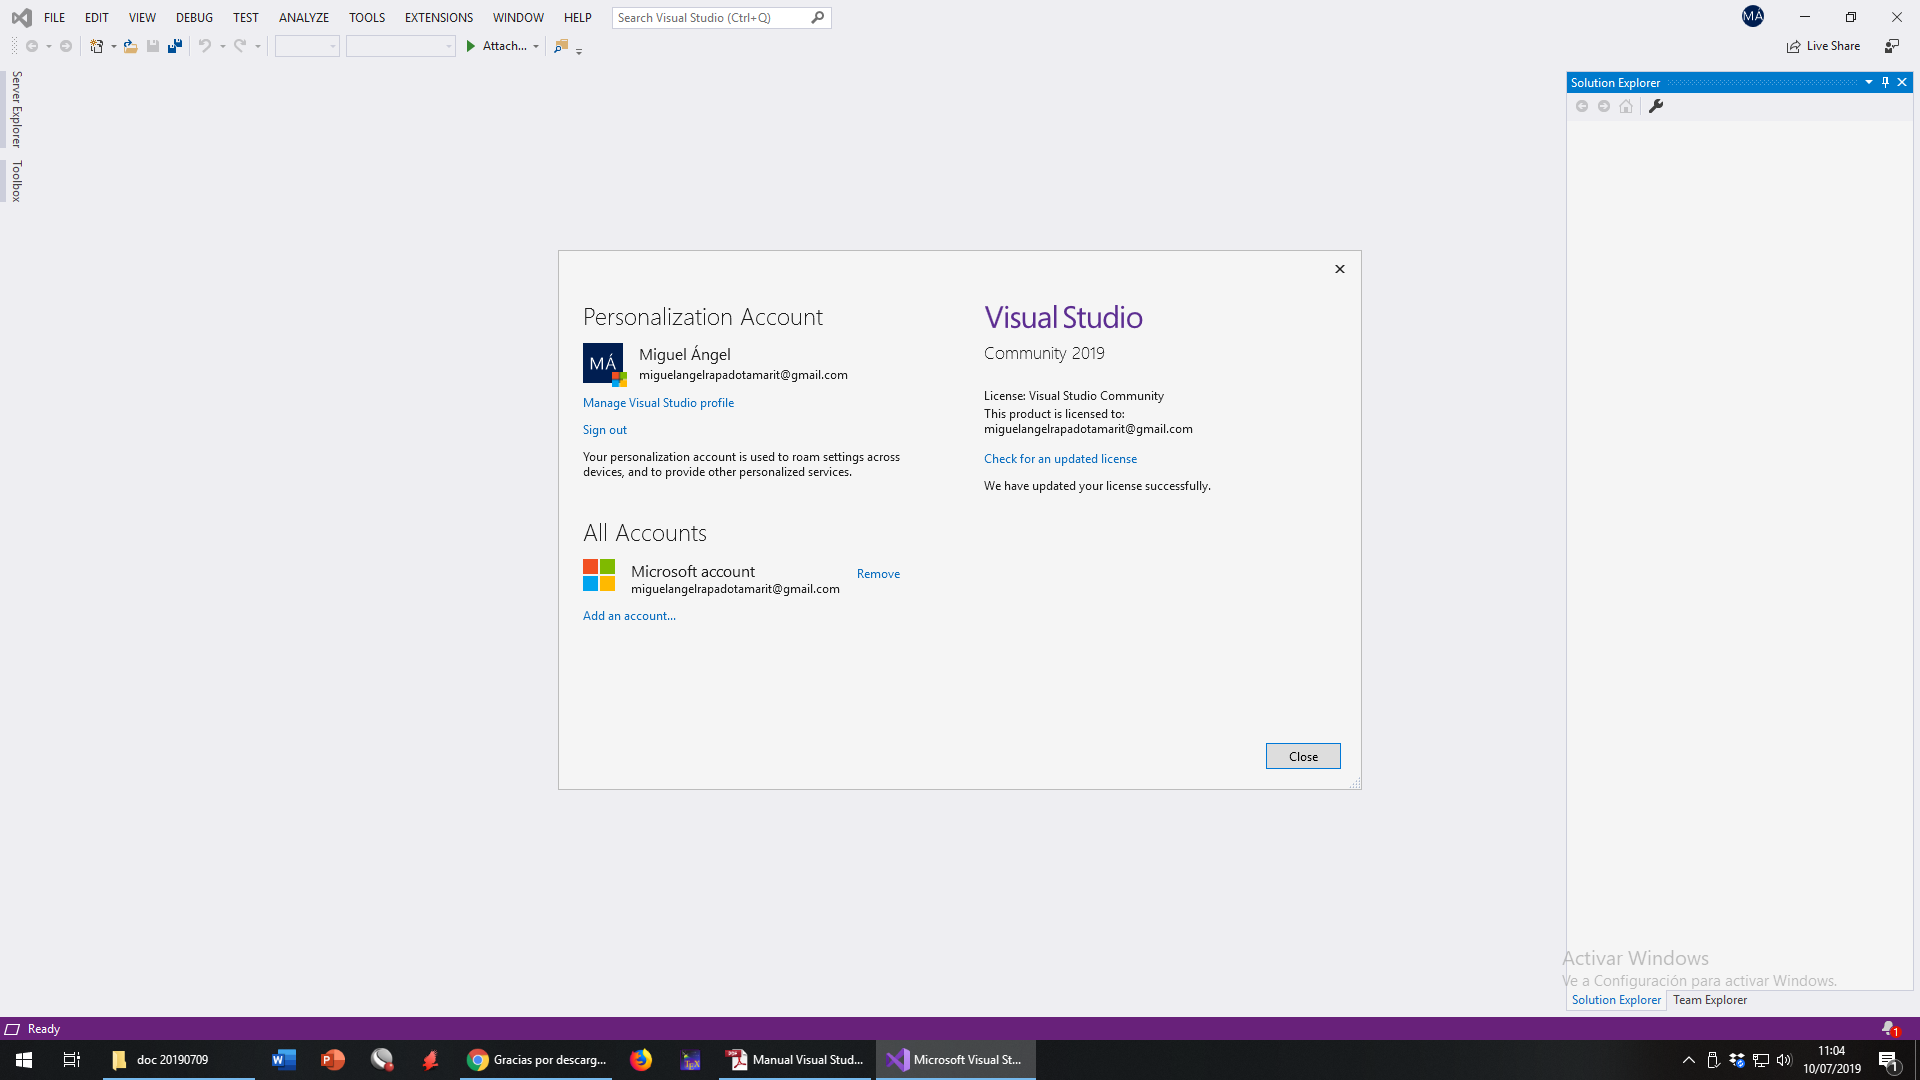 FILE EDIT VIEW DEBUG TEST ANALYZE TOOLS EXTENSIONS WINDOW HELP Search Visual Studio (Ctrl+Q) MÁ
Attach... Live Share
Server Explorer
Toolbox
Solution Explorer
Personalization Account
MÁ
Miguel Ángel
miguelangelrapadotamarit@gmail.com
Manage Visual Studio profile
Sign out
Your personalization account is used to roam settings across
devices, and to provide other personalized services.
All Accounts
Microsoft account
miguelangelrapadotamarit@gmail.com
Remove
Add an account...
Visual Studio
Community 2019
License: Visual Studio Community
This product is licensed to:
miguelangelrapadotamarit@gmail.com
Check for an updated license
We have updated your license successfully.
Close
Activar Windows
Ve a Configuración para activar Windows.
Solution Explorer Team Explorer
Ready 1
doc 20190709 Gracias por descarg... Manual Visual Stud... Microsoft Visual St... 11:04
10/07/2019 1